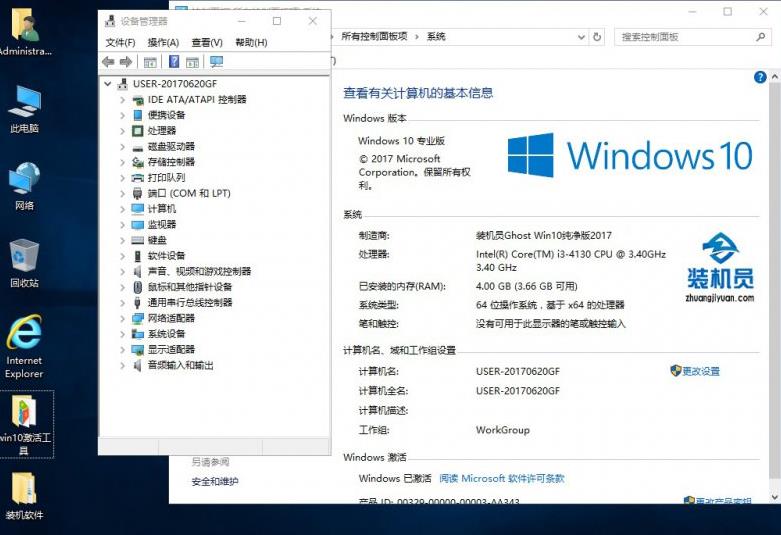 Administra...
此电脑
网络
回收站
Internet
Explorer
win10激活工
具
装机软件
设备管理器
文件(F) 操作(A) 查看(V) 帮助(H)
USER-20170620GF
IDE ATA/ATAPI 控制器
便携设备
处理器
磁盘驱动器
存储控制器
打印队列
端口 (COM 和 LPT)
计算机
监视器
键盘
软件设备
声音、视频和游戏控制器
鼠标和其他指针设备
通用串行总线控制器
网络适配器
系统设备
显示适配器
音频输入和输出
所有控制面板项 › 系统
搜索控制面板
查看有关计算机的基本信息
Windows 版本
Windows 10 专业版
© 2017 Microsoft
Corporation。保留所有权
利。
Windows 10
系统
制造商: 装机员Ghost Win10纯净版2017
处理器: Intel(R) Core(TM) i3-4130 CPU @ 3.40GHz
3.40 GHz
已安装的内存(RAM): 4.00 GB (3.66 GB 可用)
系统类型: 64 位操作系统，基于 x64 的处理器
笔和触控: 没有可用于此显示器的笔或触控输入
装机员
zhuangjiyuan.com
计算机名、域和工作组设置
计算机名: USER-20170620GF
更改设置
计算机全名: USER-20170620GF
计算机描述:
工作组: WorkGroup
Windows 激活
Windows 已激活 阅读 Microsoft 软件许可条款
产品 ID: 00329-00000-00003-AA343
更改产品密钥
另请参阅
安全和维护